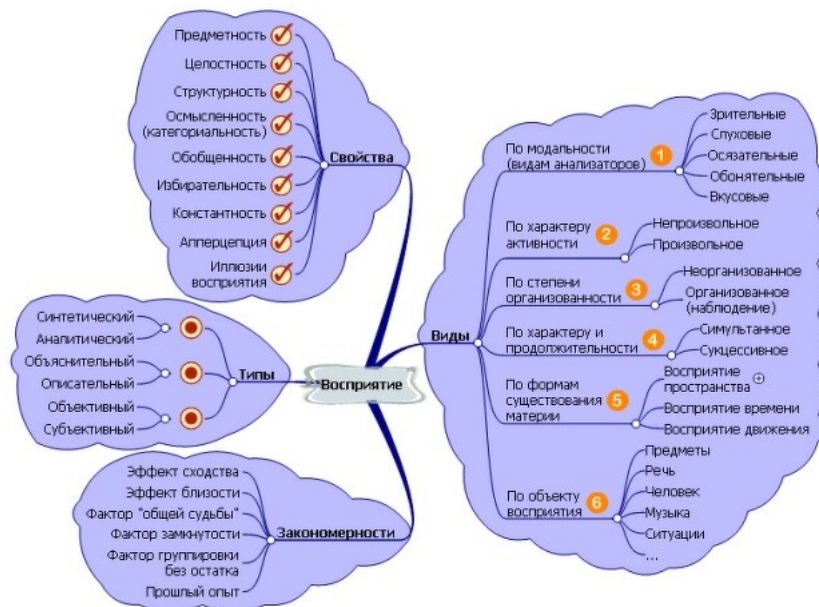 Восприятие
Свойства
Предметность
Целостность
Структурность
Осмысленность
(категориальность)
Обобщенность
Избирательность
Константность
Апперцепция
Иллюзии
восприятия
Типы
Синтетический
Аналитический
Объяснительный
Описательный
Объективный
Субъективный
Закономерности
Эффект сходства
Эффект близости
Фактор "общей судьбы"
Фактор замкнутости
Фактор группировки
без остатка
Прошлый опыт
Виды
По модальности
(видам анализаторов) 1
Зрительные
Слуховые
Осязательные
Обонятельные
Вкусовые
По характеру
активности 2
Непроизвольное
Произвольное
По степени
организованности 3
Неорганизованное
Организованное
(наблюдение)
По характеру и
продолжительности 4
Симультанное
Сукцессивное
По формам
существования
материи 5
Восприятие
пространства
Восприятие времени
Восприятие движения
По объекту
восприятия 6
Предметы
Речь
Человек
Музыка
Ситуации
...